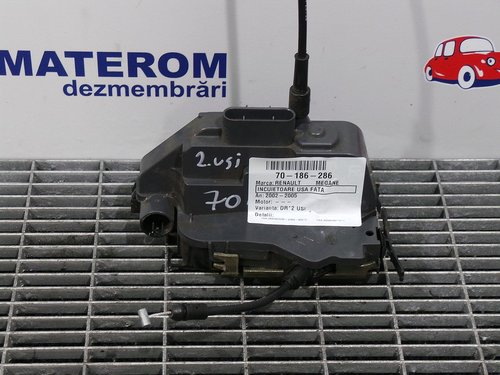 MATEROM
dezmembrări
2.usi
70
70-186-286
Marca: RENAULT MEGANE
INCUIETOARE USA FATA
An: 2002 - 2005
Motor: - - -
Varianta: DR*2 USI
Detalii: